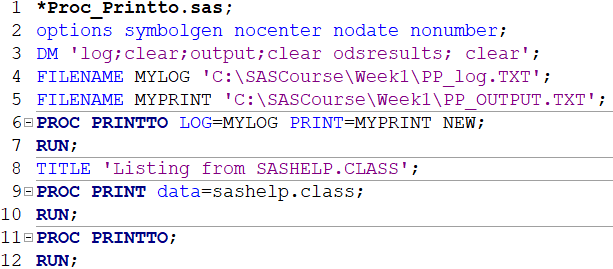 1 *Proc_Printto.sas;
2 options symbolgen nocenter nodate nonumber;
3 DM 'log;clear;output;clear odsresults; clear';
4 FILENAME MYLOG 'C:\SASCourse\Week1\PP_log.TXT';
5 FILENAME MYPRINT 'C:\SASCourse\Week1\PP_OUTPUT.TXT';
6 PROC PRINTTO LOG=MYLOG PRINT=MYPRINT NEW;
7 RUN;
8 TITLE 'Listing from SASHELP.CLASS';
9 PROC PRINT data=sashelp.class;
10 RUN;
11 PROC PRINTTO;
12 RUN;